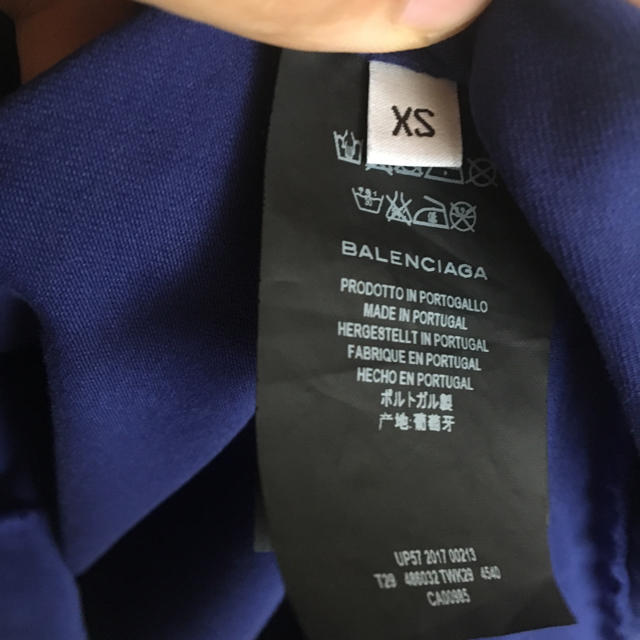 XS
BALENCIAGA
PRODOTTO IN PORTOGALLO
MADE IN PORTUGAL
HERGESTELLT IN PORTUGAL
FABRIQUE EN PORTUGAL
HECHO EN PORTUGAL
ポルトガル製
产地:葡萄牙
UP57 2017 00213
T29 486032 TWK29 4540
CA00985